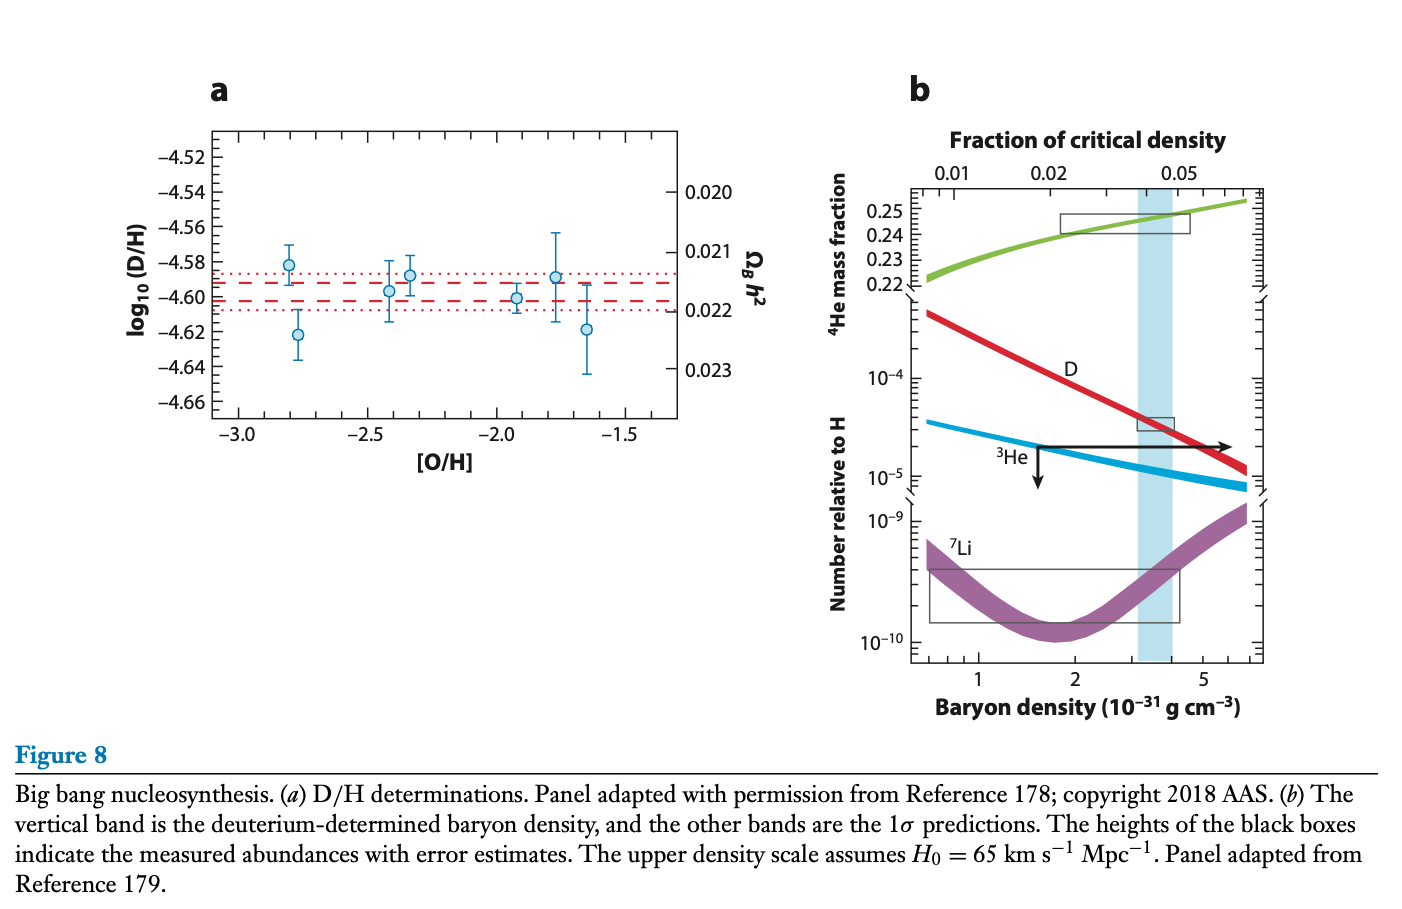 a
log10 (D/H)
–4.52
–4.54
–4.56
–4.58
–4.60
–4.62
–4.64
–4.66
0.020
0.021
0.022
0.023
ΩB h²
–3.0 –2.5 –2.0 –1.5
[O/H]
b
Fraction of critical density
0.01 0.02 0.05
⁴He mass fraction
0.25
0.24
0.23
0.22
D
10⁻⁴
³He
10⁻⁵
Number relative to H
10⁻⁹
⁷Li
10⁻¹⁰
1 2 5
Baryon density (10⁻³¹ g cm⁻³)
Figure 8
Big bang nucleosynthesis. (a) D/H determinations. Panel adapted with permission from Reference 178; copyright 2018 AAS. (b) The
vertical band is the deuterium-determined baryon density, and the other bands are the 1σ predictions. The heights of the black boxes
indicate the measured abundances with error estimates. The upper density scale assumes H0 = 65 km s⁻¹ Mpc⁻¹. Panel adapted from
Reference 179.